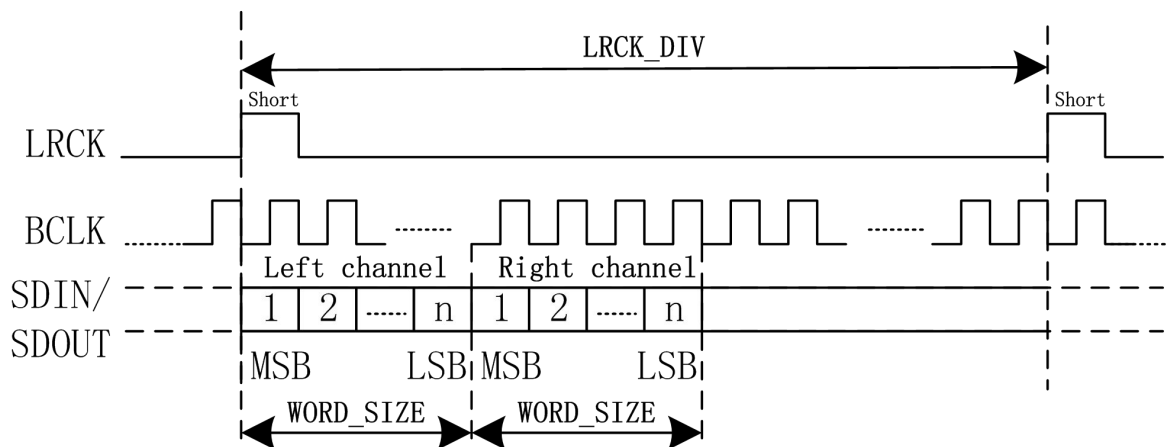 LRCK_DIV
Short
Short
LRCK
BCLK
Left channel
Right channel
SDIN/
SDOUT
1 2 ...... n 1 2 ...... n
MSB LSB MSB LSB
WORD_SIZE WORD_SIZE